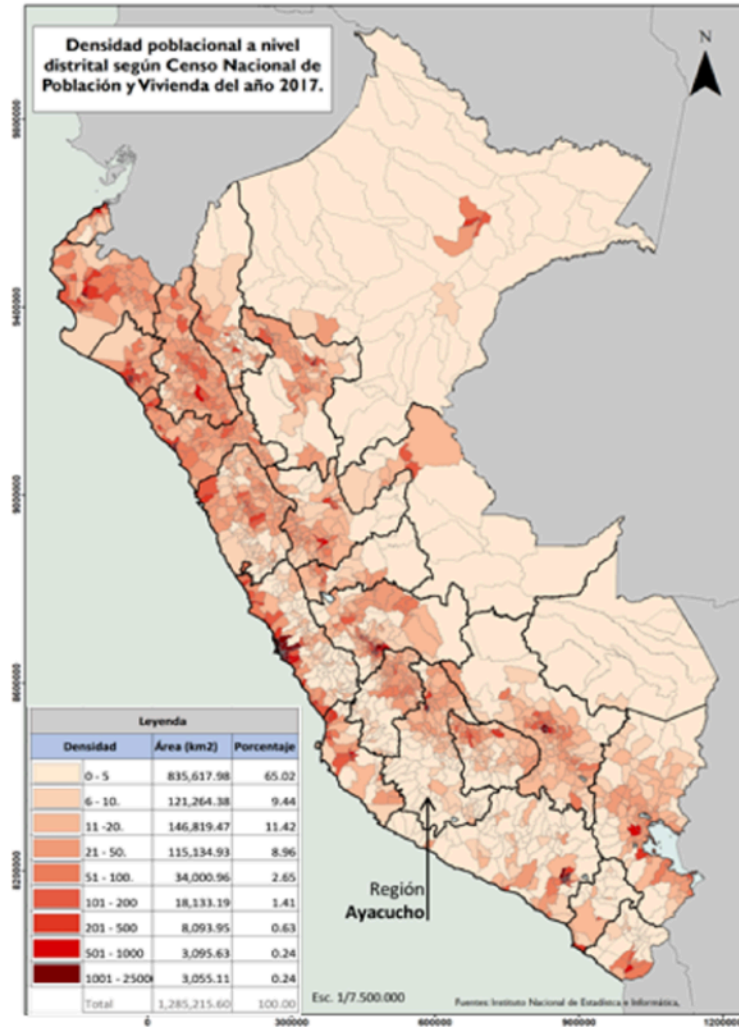 Densidad poblacional a nivel
distrital según Censo Nacional de
Población y Vivienda del año 2017.
N
9800000
9400000
9000000
8600000
8200000
Leyenda
Densidad Área (km2) Porcentaje
0 - 5 835,617.98 65.02
6 - 10. 121,264.38 9.44
11 -20. 146,819.47 11.42
21 - 50. 115,134.93 8.96
51 - 100. 34,000.96 2.65
101 - 200 18,133.19 1.41
201 - 500 8,093.95 0.63
501 - 1000 3,095.63 0.24
1001 - 2500 3,055.11 0.24
Total 1,285,215.60 100.00
Región
Ayacucho
Esc. 1/7.500.000
Fuentes: Instituto Nacional de Estadística e Informática,
0 300000 600000 900000 1200000